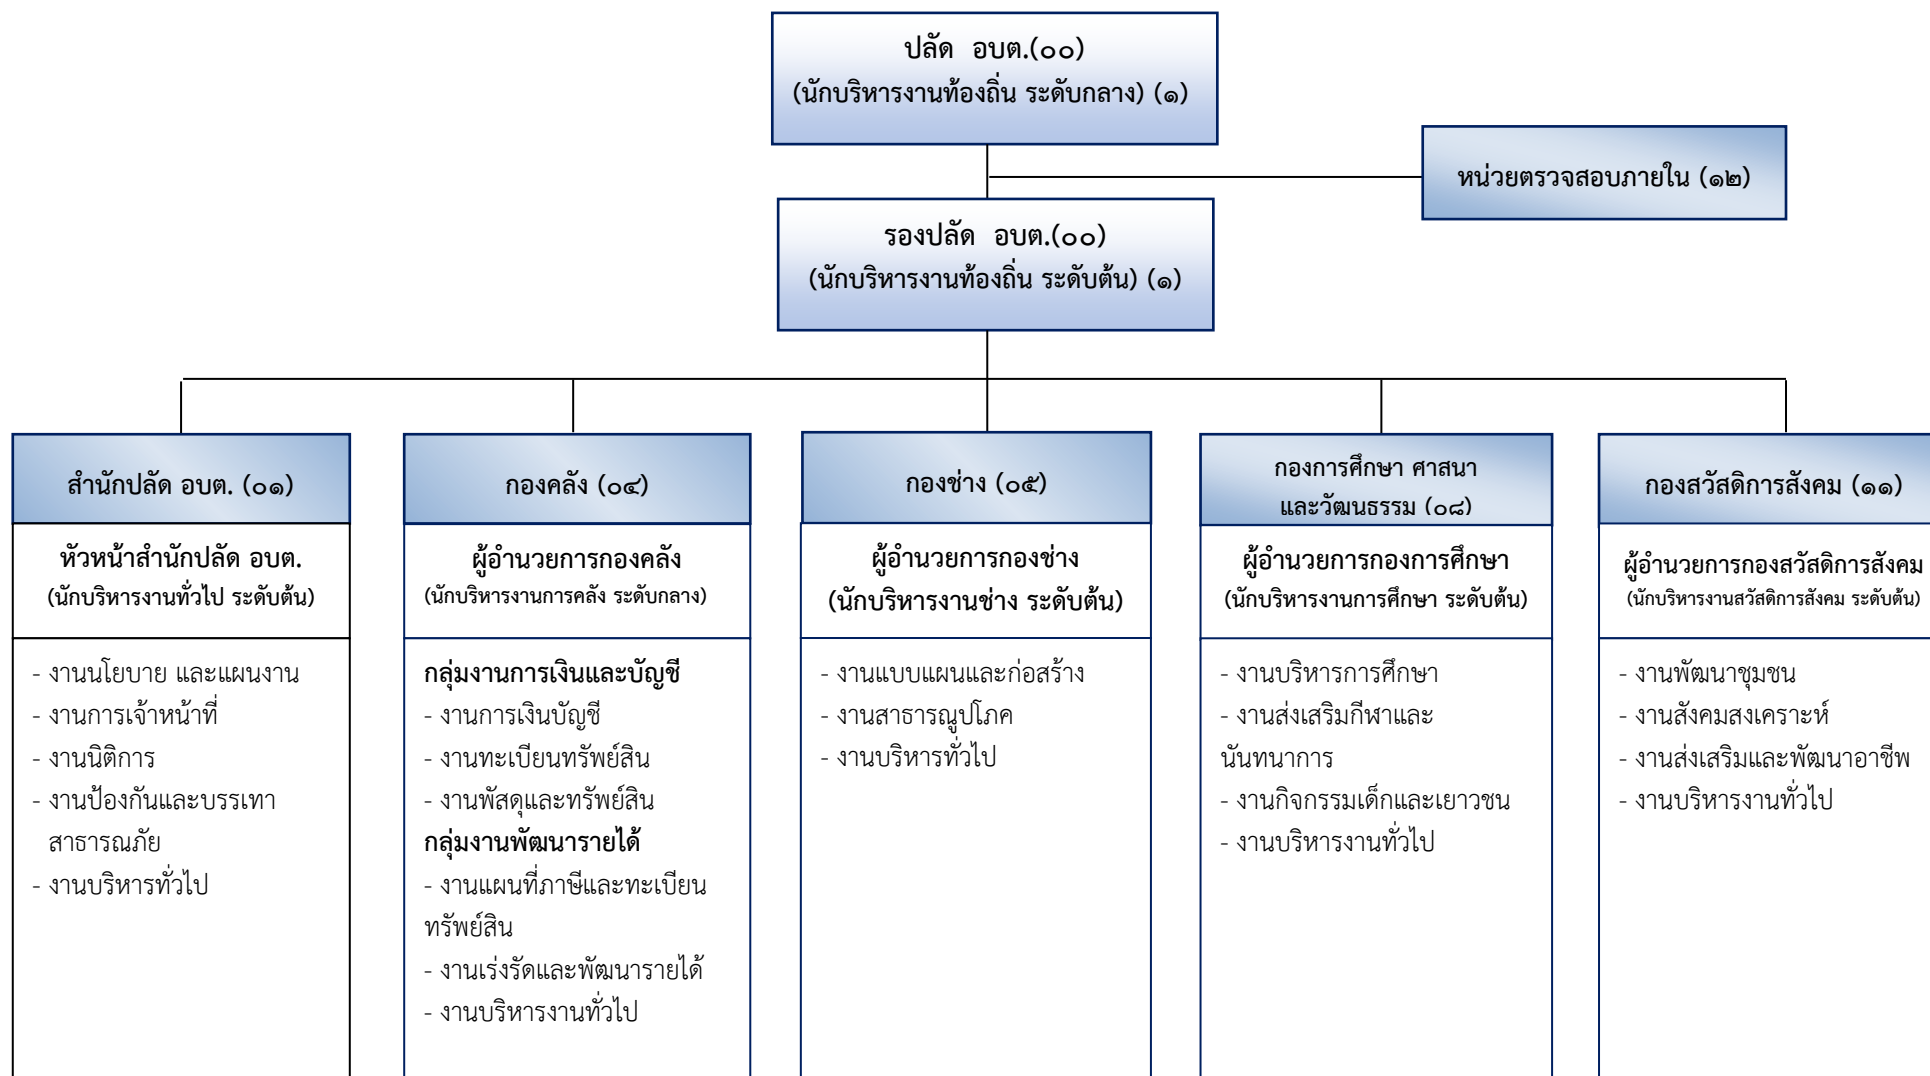 ปลัด  อบต.(๐๐)
(นักบริหารงานท้องถิ่น ระดับกลาง) (๑)
หน่วยตรวจสอบภายใน (๑๒)
รองปลัด  อบต.(๐๐)
(นักบริหารงานท้องถิ่น ระดับต้น) (๑)
สำนักปลัด อบต. (๐๑)
หัวหน้าสำนักปลัด อบต.
(นักบริหารงานทั่วไป ระดับต้น)
- งานนโยบาย และแผนงาน
- งานการเจ้าหน้าที่
- งานนิติการ
- งานป้องกันและบรรเทา
สาธารณภัย
- งานบริหารทั่วไป
กองคลัง (๐๔)
ผู้อำนวยการกองคลัง
(นักบริหารงานการคลัง ระดับกลาง)
กลุ่มงานการเงินและบัญชี
- งานการเงินบัญชี
- งานทะเบียนทรัพย์สิน
- งานพัสดุและทรัพย์สิน
กลุ่มงานพัฒนารายได้
- งานแผนที่ภาษีและทะเบียน
ทรัพย์สิน
- งานเร่งรัดและพัฒนารายได้
- งานบริหารงานทั่วไป
กองช่าง (๐๕)
ผู้อำนวยการกองช่าง
(นักบริหารงานช่าง ระดับต้น)
- งานแบบแผนและก่อสร้าง
- งานสาธารณูปโภค
- งานบริหารทั่วไป
กองการศึกษา ศาสนา
และวัฒนธรรม (๐๘)
ผู้อำนวยการกองการศึกษา
(นักบริหารงานการศึกษา ระดับต้น)
- งานบริหารการศึกษา
- งานส่งเสริมกีฬาและ
นันทนาการ
- งานกิจกรรมเด็กและเยาวชน
- งานบริหารงานทั่วไป
กองสวัสดิการสังคม (๑๑)
ผู้อำนวยการกองสวัสดิการสังคม
(นักบริหารงานสวัสดิการสังคม ระดับต้น)
- งานพัฒนาชุมชน
- งานสังคมสงเคราะห์
- งานส่งเสริมและพัฒนาอาชีพ
- งานบริหารงานทั่วไป